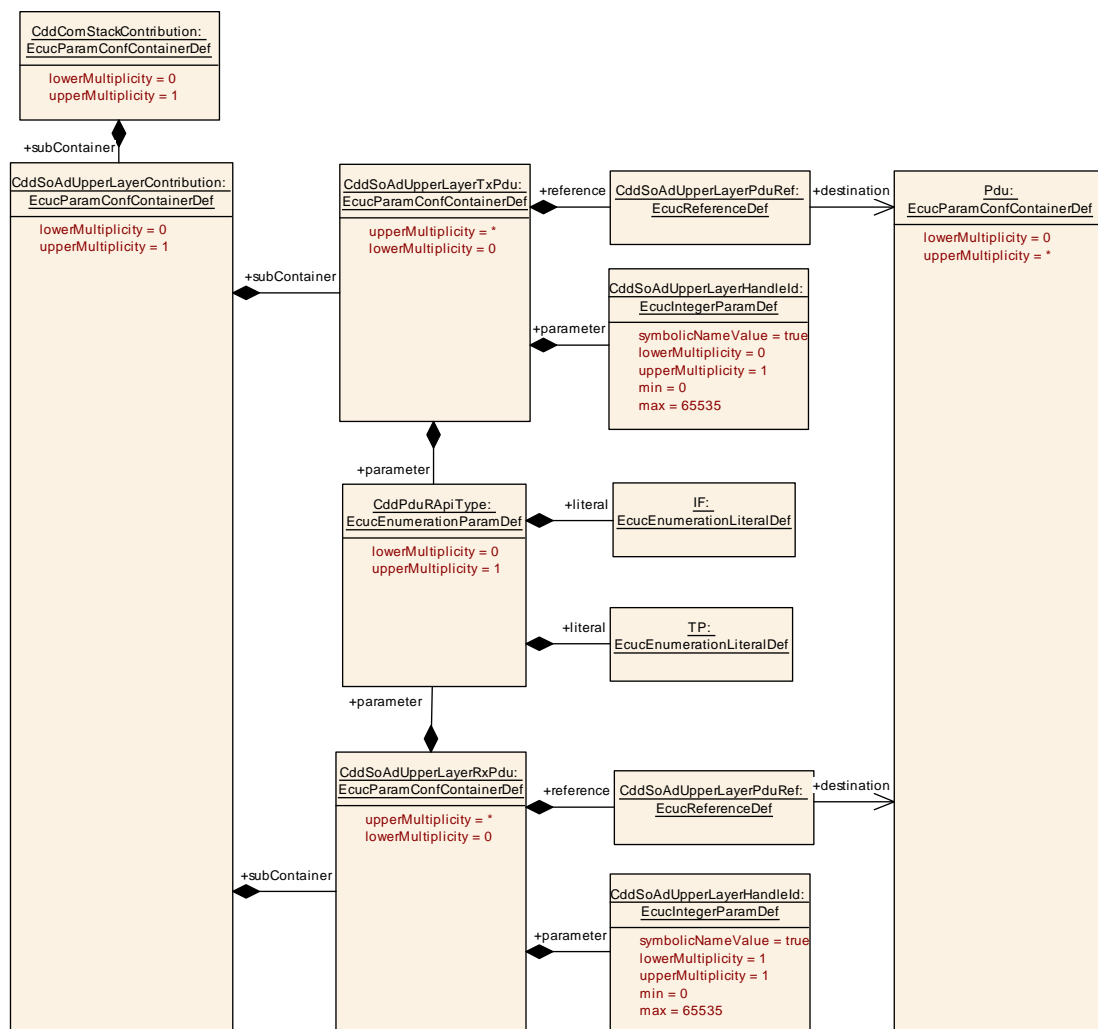 CddComStackContribution:
EcucParamConfContainerDef
lowerMultiplicity = 0
upperMultiplicity = 1
+subContainer
CddSoAdUpperLayerContribution:
EcucParamConfContainerDef
lowerMultiplicity = 0
upperMultiplicity = 1
+subContainer
CddSoAdUpperLayerTxPdu:
EcucParamConfContainerDef
upperMultiplicity = *
lowerMultiplicity = 0
+reference
CddSoAdUpperLayerPduRef:
EcucReferenceDef
+destination
Pdu:
EcucParamConfContainerDef
lowerMultiplicity = 0
upperMultiplicity = *
+parameter
CddSoAdUpperLayerHandleId:
EcucIntegerParamDef
symbolicNameValue = true
lowerMultiplicity = 0
upperMultiplicity = 1
min = 0
max = 65535
+parameter
CddPduRApiType:
EcucEnumerationParamDef
lowerMultiplicity = 0
upperMultiplicity = 1
+literal
IF:
EcucEnumerationLiteralDef
+literal
TP:
EcucEnumerationLiteralDef
+parameter
+subContainer
CddSoAdUpperLayerRxPdu:
EcucParamConfContainerDef
upperMultiplicity = *
lowerMultiplicity = 0
+reference
CddSoAdUpperLayerPduRef:
EcucReferenceDef
+destination
+parameter
CddSoAdUpperLayerHandleId:
EcucIntegerParamDef
symbolicNameValue = true
lowerMultiplicity = 1
upperMultiplicity = 1
min = 0
max = 65535